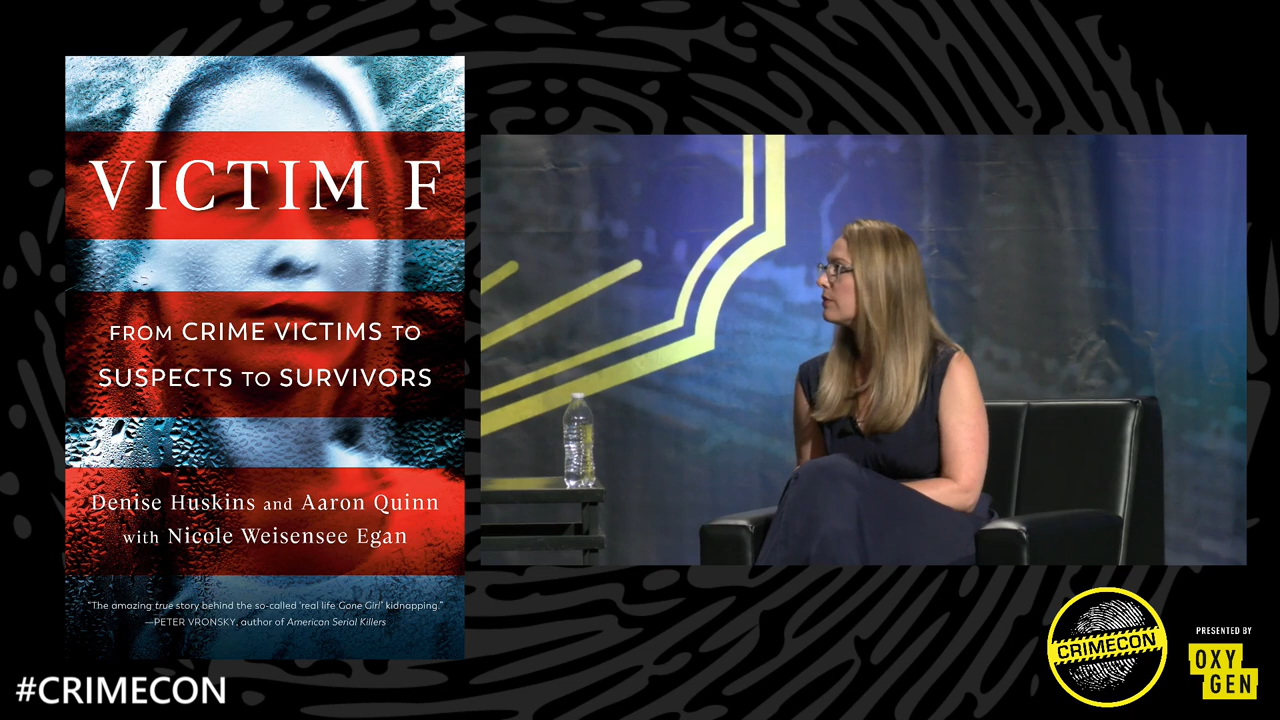 VICTIM F
FROM CRIME VICTIMS TO
SUSPECTS TO SURVIVORS
Denise Huskins and Aaron Quinn
with Nicole Weisensee Egan
"The amazing true story behind the so-called 'real life Gone Girl' kidnapping."
—PETER VRONSKY, author of American Serial Killers
#CRIMECON
CRIMECON
PRESENTED BY
OXY
GEN